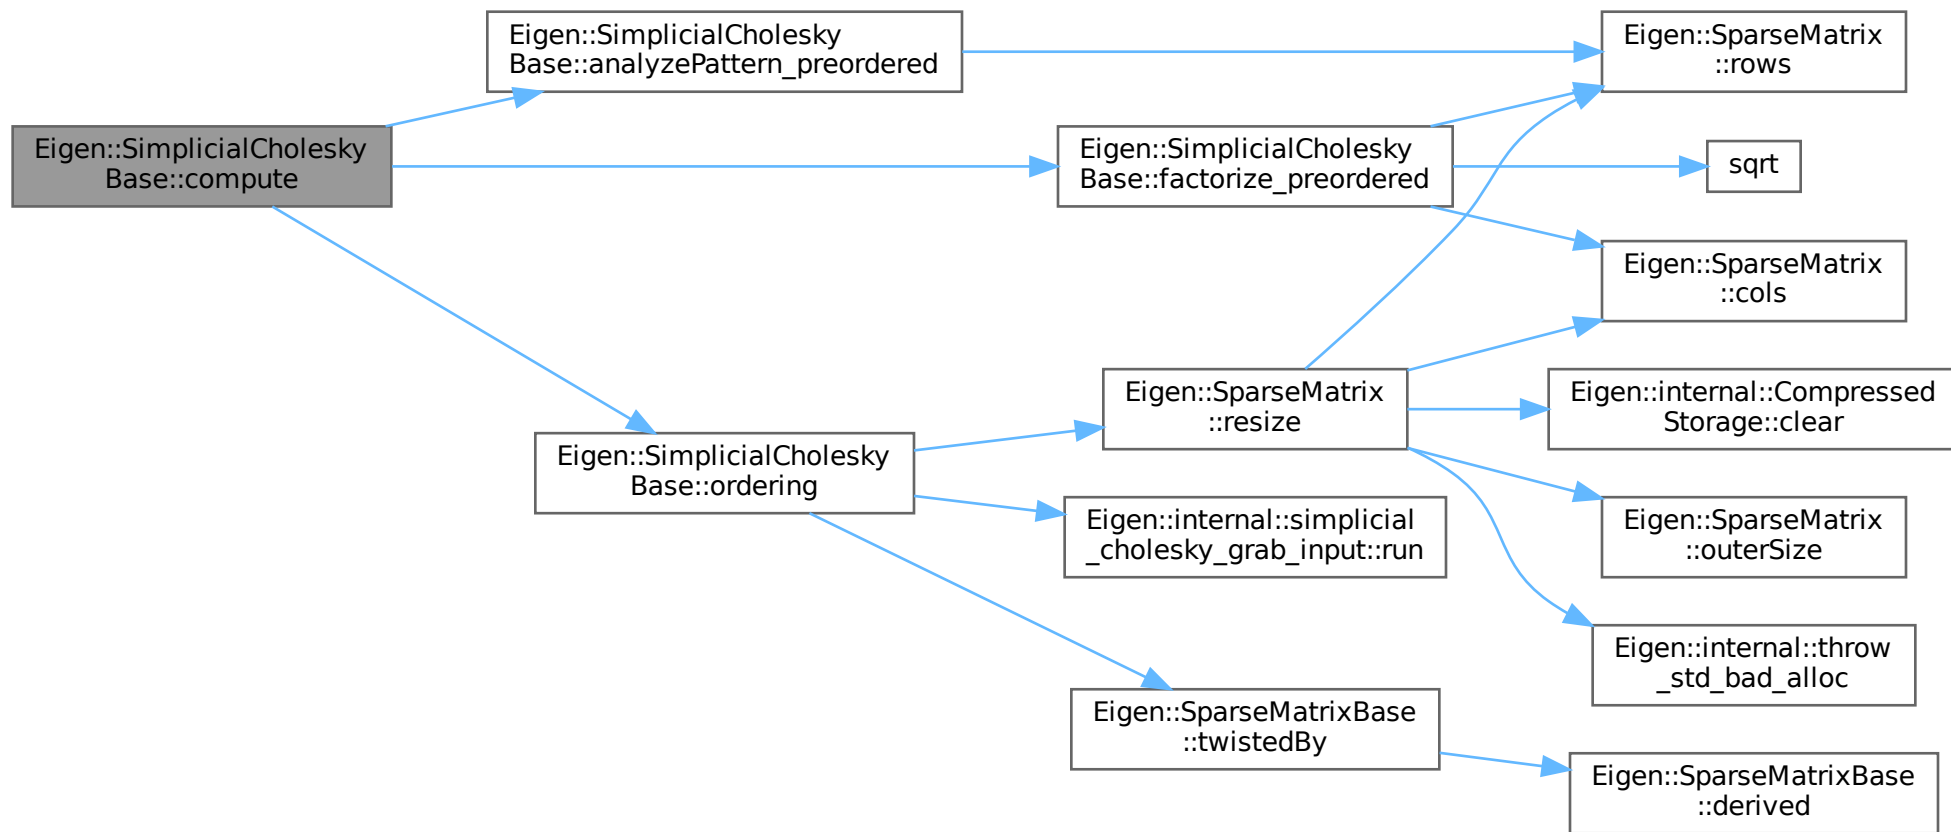 Eigen::SimplicialCholesky
Base::compute
Eigen::SimplicialCholesky
Base::analyzePattern_preordered
Eigen::SparseMatrix
::rows
Eigen::SimplicialCholesky
Base::factorize_preordered
sqrt
Eigen::SparseMatrix
::cols
Eigen::SimplicialCholesky
Base::ordering
Eigen::SparseMatrix
::resize
Eigen::internal::Compressed
Storage::clear
Eigen::SparseMatrix
::outerSize
Eigen::internal::throw
_std_bad_alloc
Eigen::internal::simplicial
_cholesky_grab_input::run
Eigen::SparseMatrixBase
::twistedBy
Eigen::SparseMatrixBase
::derived